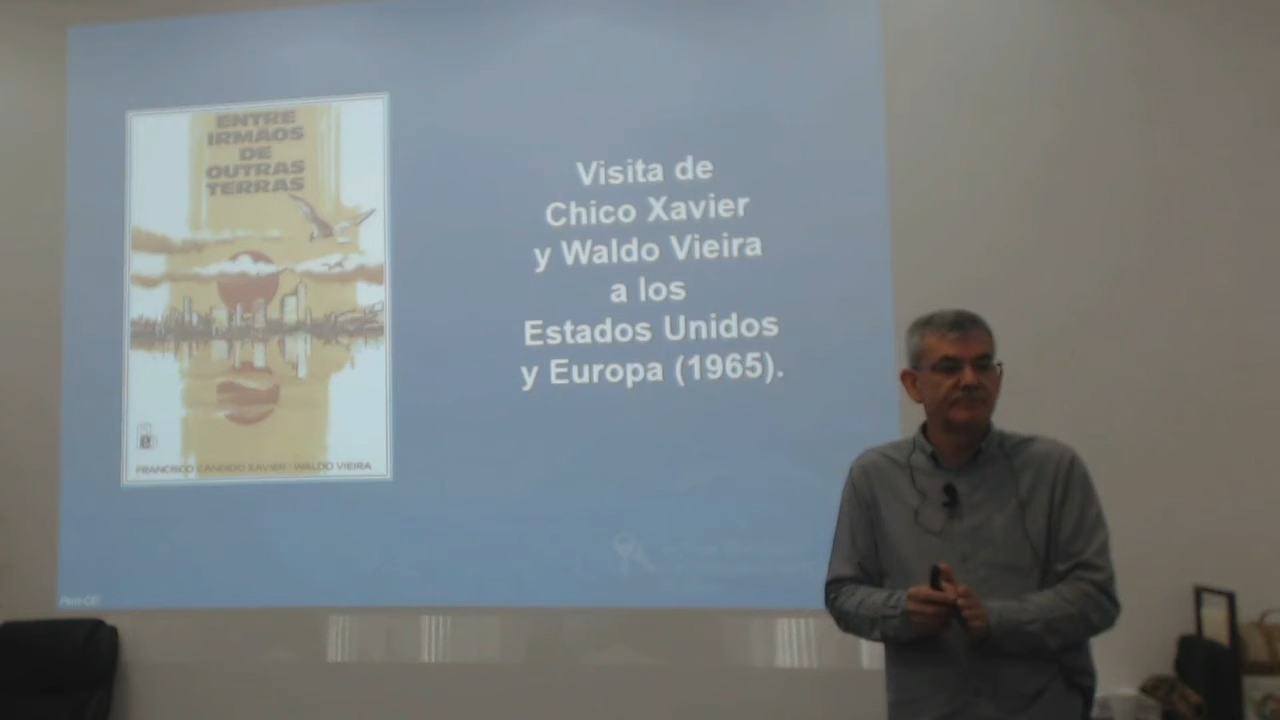 ENTRE
IRMÃOS
DE
OUTRAS
TERRAS
FRANCISCO CANDIDO XAVIER · WALDO VIEIRA
Visita de
Chico Xavier
y Waldo Vieira
a los
Estados Unidos
y Europa (1965).